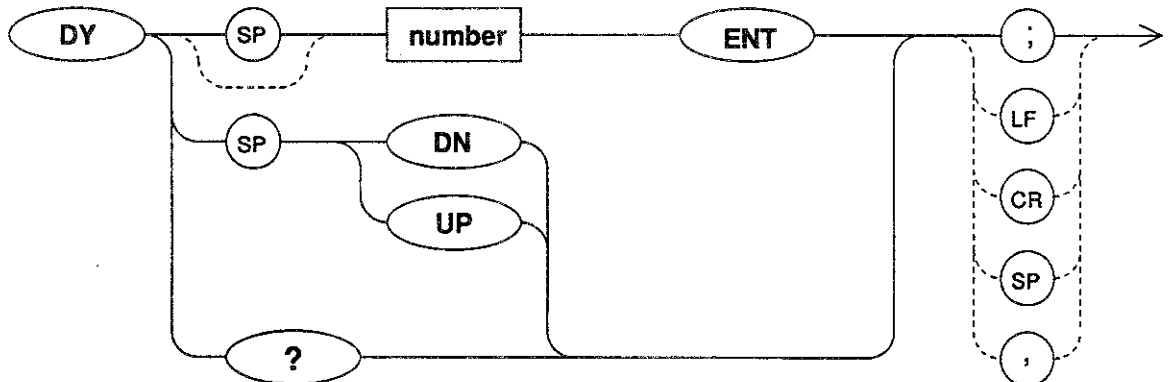 DY SP number ENT ;
LF
SP DN
UP CR
SP
? ,